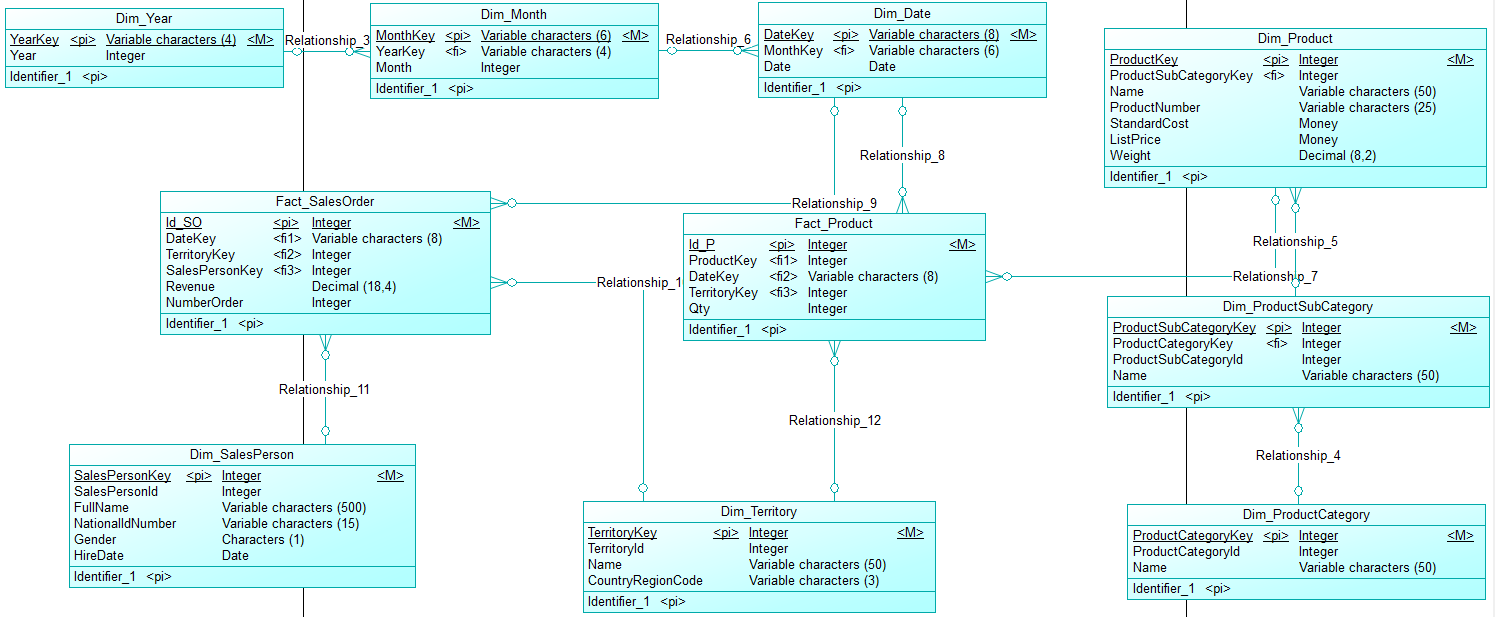 Dim_Year
YearKey <pi> Variable characters (4) <M>
Year Integer
Identifier_1 <pi>
Relationship_3
Dim_Month
MonthKey <pi> Variable characters (6) <M>
YearKey <fi> Variable characters (4)
Month Integer
Identifier_1 <pi>
Relationship_6
Dim_Date
DateKey <pi> Variable characters (8) <M>
MonthKey <fi> Variable characters (6)
Date Date
Identifier_1 <pi>
Dim_Product
ProductKey <pi> Integer <M>
ProductSubCategoryKey <fi> Integer
Name Variable characters (50)
ProductNumber Variable characters (25)
StandardCost Money
ListPrice Money
Weight Decimal (8,2)
Identifier_1 <pi>
Relationship_8
Relationship_9
Fact_SalesOrder
Id_SO <pi> Integer <M>
DateKey <fi1> Variable characters (8)
TerritoryKey <fi2> Integer
SalesPersonKey <fi3> Integer
Revenue Decimal (18,4)
NumberOrder Integer
Identifier_1 <pi>
Relationship_1
Fact_Product
Id_P <pi> Integer <M>
ProductKey <fi1> Integer
DateKey <fi2> Variable characters (8)
TerritoryKey <fi3> Integer
Qty Integer
Identifier_1 <pi>
Relationship_5
Relationship_7
Dim_ProductSubCategory
ProductSubCategoryKey <pi> Integer <M>
ProductCategoryKey <fi> Integer
ProductSubCategoryId Integer
Name Variable characters (50)
Identifier_1 <pi>
Relationship_11
Relationship_12
Relationship_4
Dim_SalesPerson
SalesPersonKey <pi> Integer <M>
SalesPersonId Integer
FullName Variable characters (500)
NationalIdNumber Variable characters (15)
Gender Characters (1)
HireDate Date
Identifier_1 <pi>
Dim_Territory
TerritoryKey <pi> Integer <M>
TerritoryId Integer
Name Variable characters (50)
CountryRegionCode Variable characters (3)
Identifier_1 <pi>
Dim_ProductCategory
ProductCategoryKey <pi> Integer <M>
ProductCategoryId Integer
Name Variable characters (50)
Identifier_1 <pi>